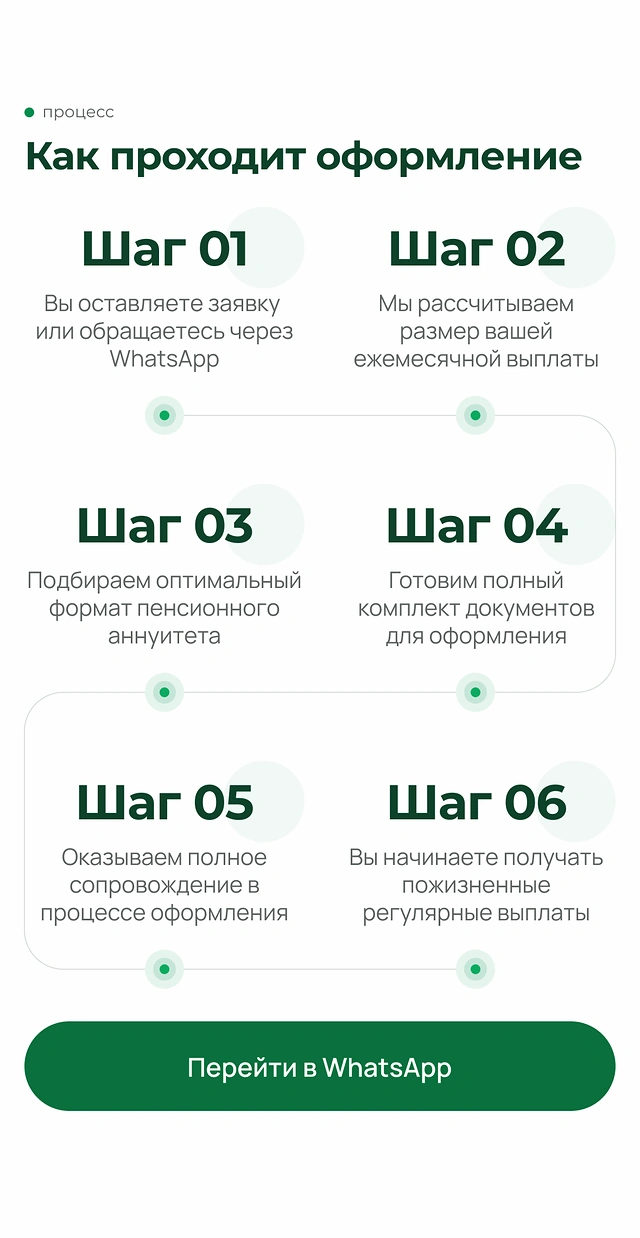 процесс
Как проходит оформление
Шаг 01
Вы оставляете заявку
или обращаетесь через
WhatsApp
Шаг 02
Мы рассчитываем
размер вашей
ежемесячной выплаты
Шаг 03
Подбираем оптимальный
формат пенсионного
аннуитета
Шаг 04
Готовим полный
комплект документов
для оформления
Шаг 05
Оказываем полное
сопровождение в
процессе оформления
Шаг 06
Вы начинаете получать
пожизненные
регулярные выплаты
Перейти в WhatsApp